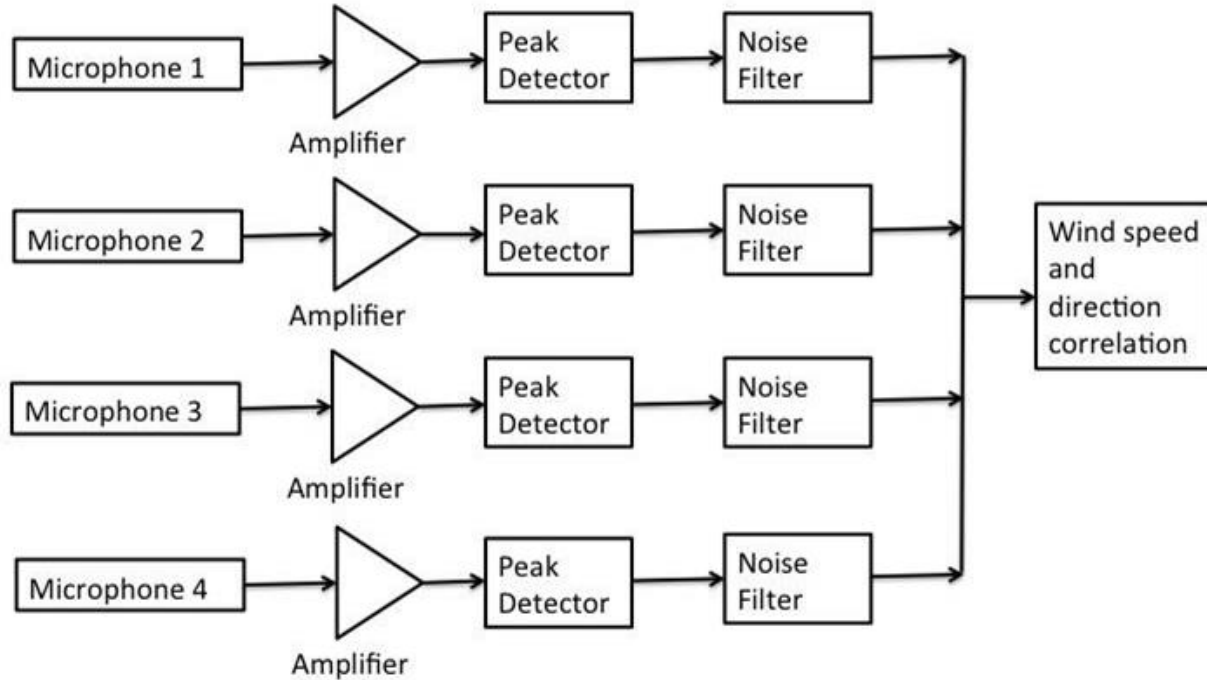 Microphone 1
Amplifier
Peak
Detector
Noise
Filter
Microphone 2
Amplifier
Peak
Detector
Noise
Filter
Microphone 3
Amplifier
Peak
Detector
Noise
Filter
Microphone 4
Amplifier
Peak
Detector
Noise
Filter
Wind speed
and
direction
correlation